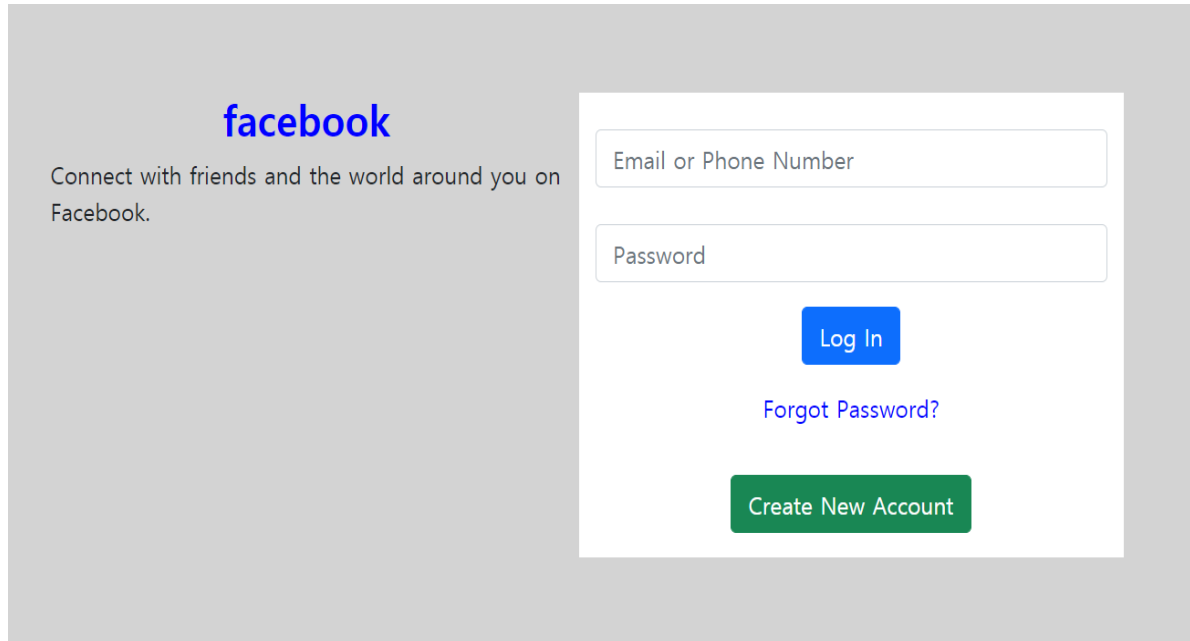 facebook
Connect with friends and the world around you on
Facebook.
Email or Phone Number
Password
Log In
Forgot Password?
Create New Account